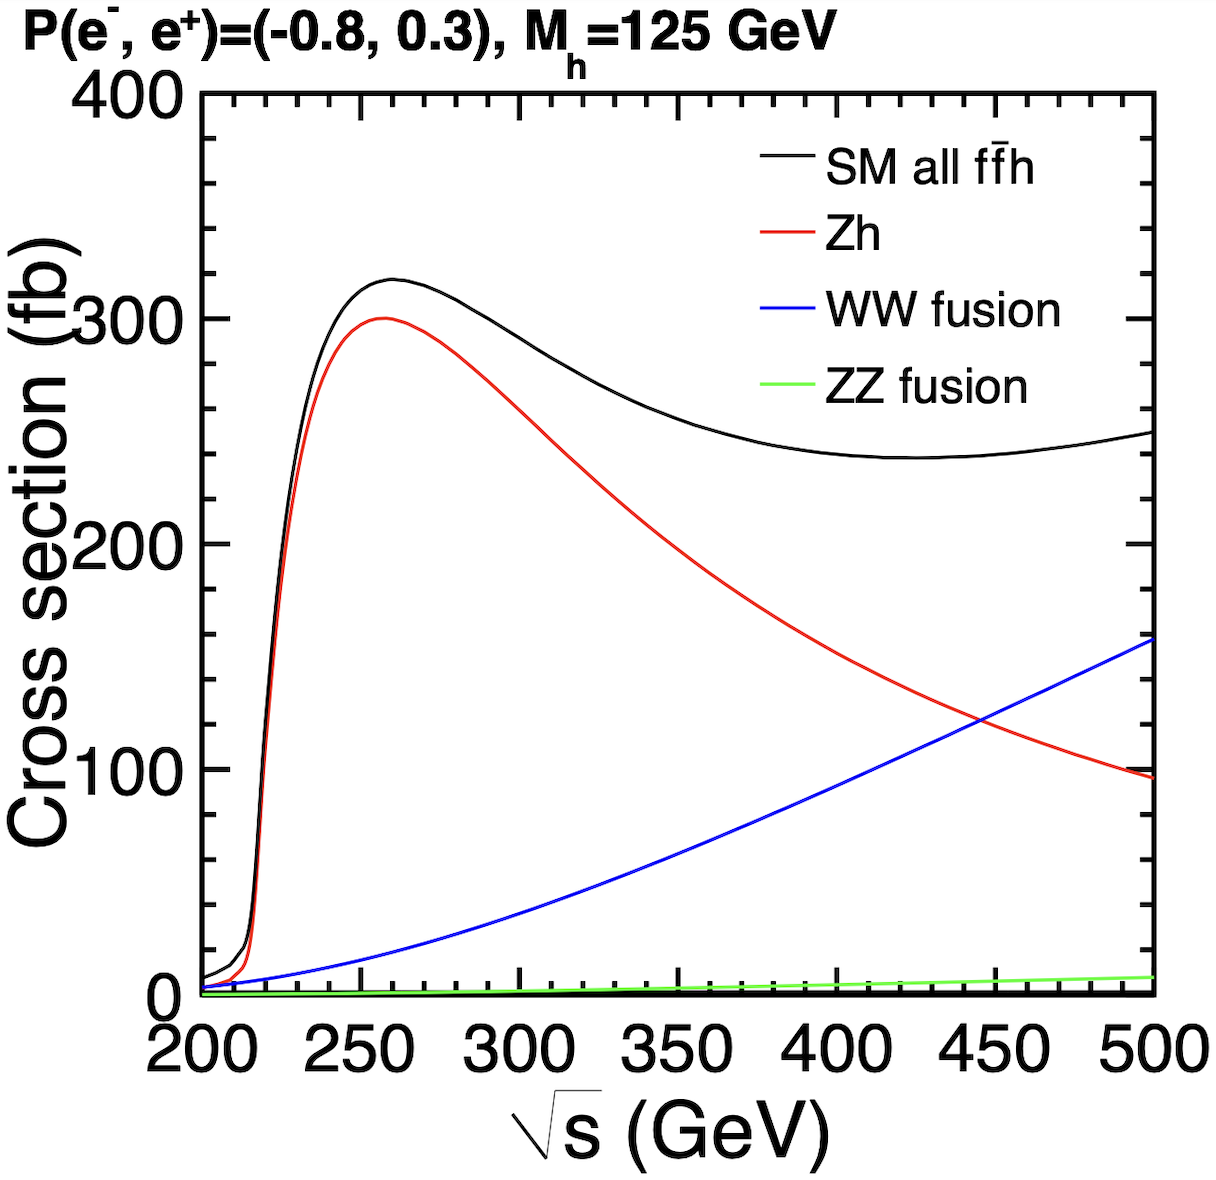 P(e⁻, e⁺)=(-0.8, 0.3), Mₕ=125 GeV
Cross section (fb)
400
300
200
100
0
SM all ff̄h
Zh
WW fusion
ZZ fusion
200 250 300 350 400 450 500
√s (GeV)